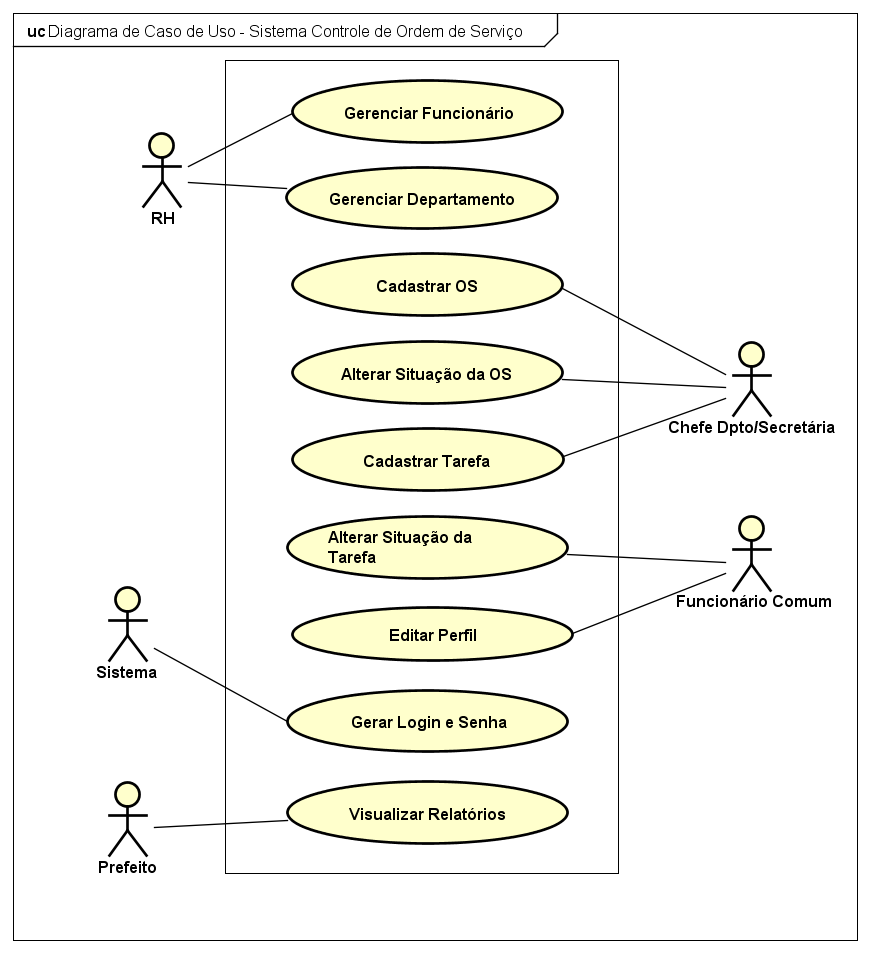 uc Diagrama de Caso de Uso - Sistema Controle de Ordem de Serviço
Gerenciar Funcionário
RH
Gerenciar Departamento
Cadastrar OS
Alterar Situação da OS
Chefe Dpto/Secretária
Cadastrar Tarefa
Alterar Situação da
Tarefa
Funcionário Comum
Editar Perfil
Sistema
Gerar Login e Senha
Visualizar Relatórios
Prefeito